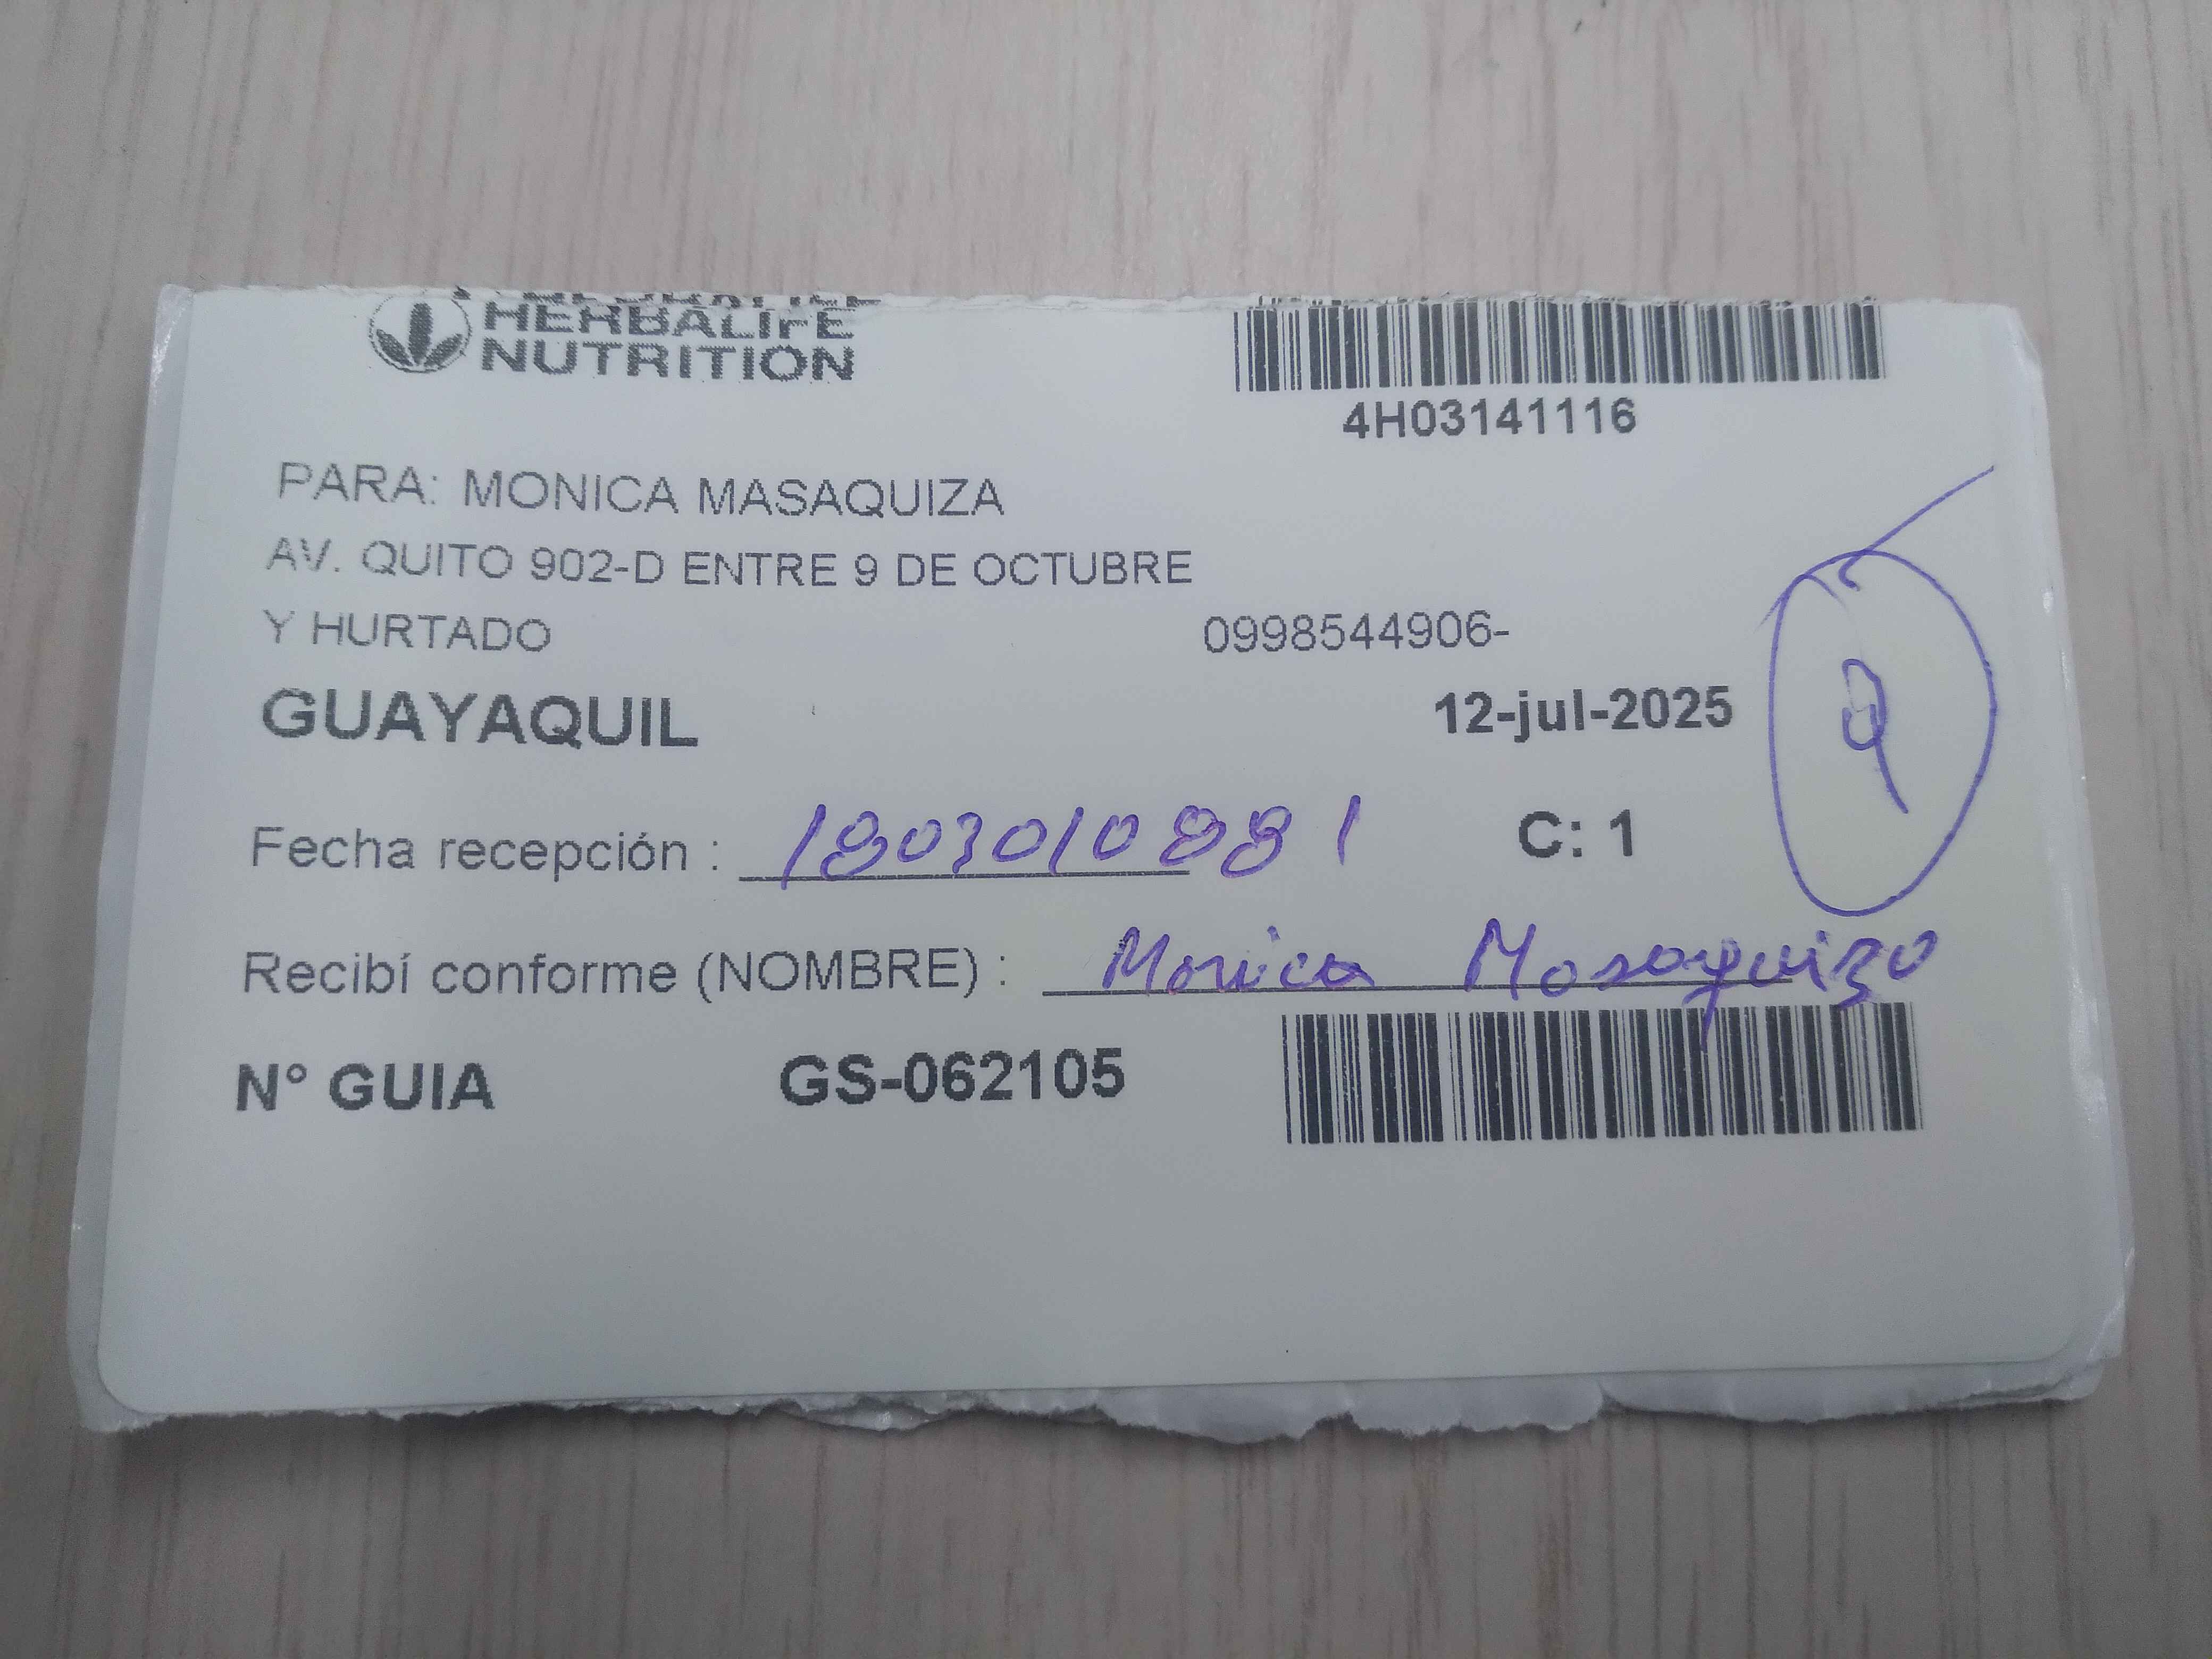 HERBALIFE
NUTRITION
4H03141116
PARA: MONICA MASAQUIZA
AV. QUITO 902-D ENTRE 9 DE OCTUBRE
Y HURTADO 0998544906-
GUAYAQUIL 12-jul-2025
Fecha recepción : 1803010881 C: 1
Recibí conforme (NOMBRE) : Monica Masaquiza
N° GUIA GS-062105